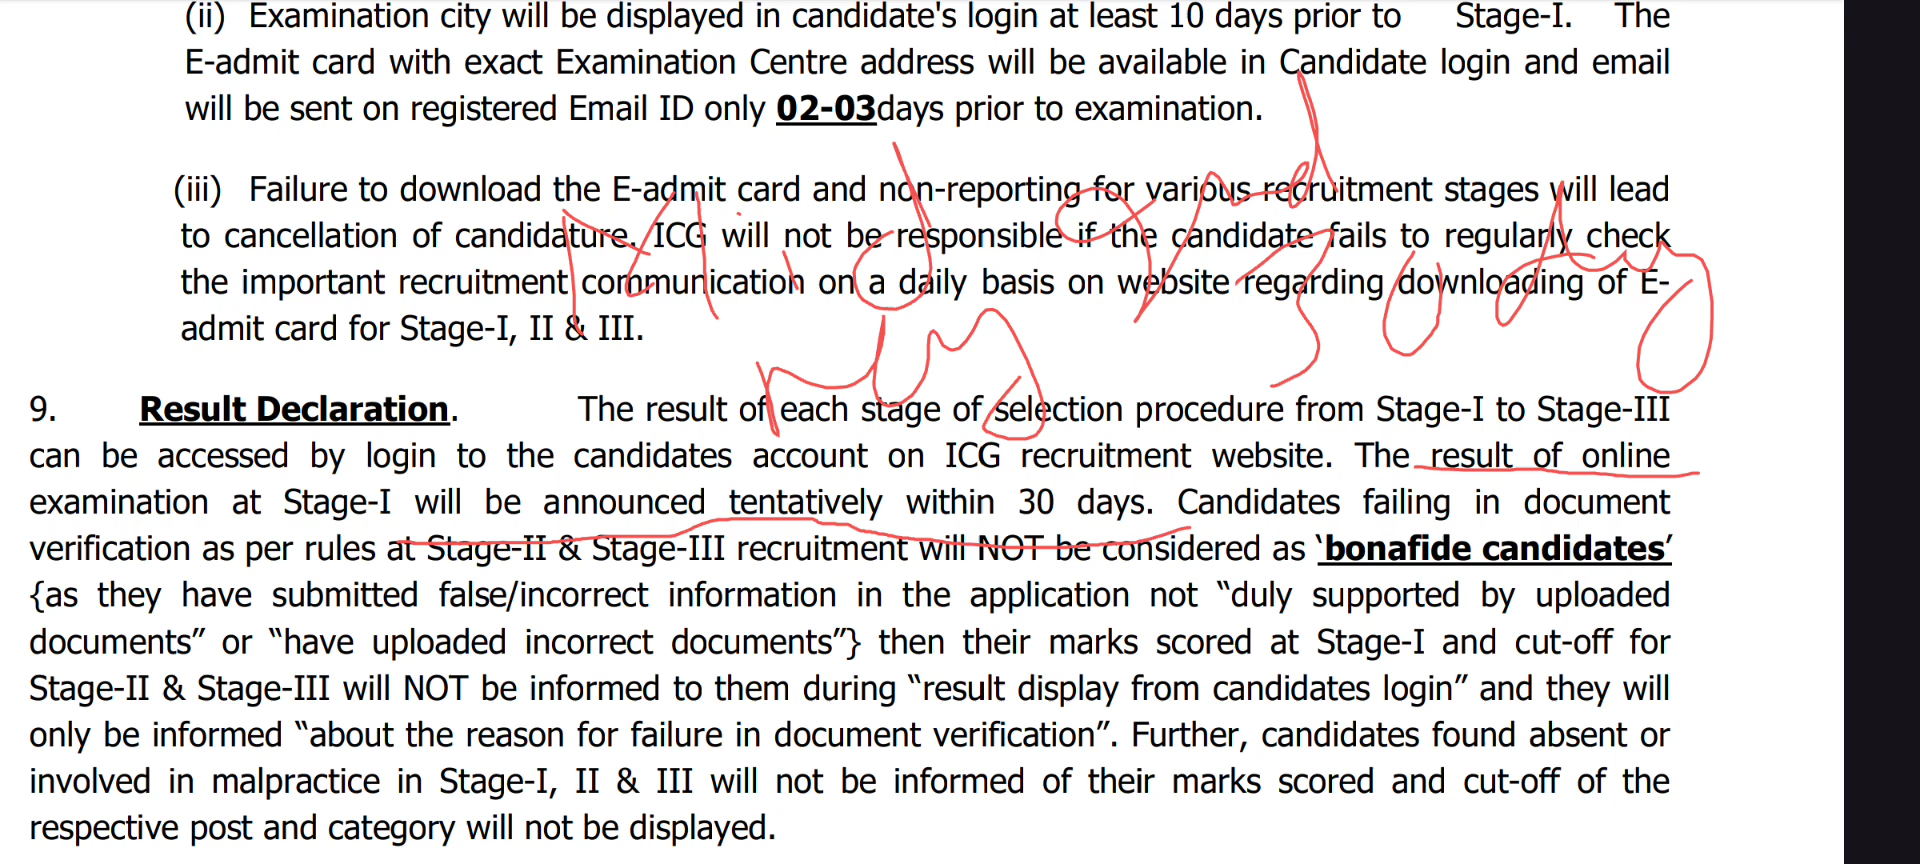 (ii) Examination city will be displayed in candidate's login at least 10 days prior to Stage-I. The
E-admit card with exact Examination Centre address will be available in Candidate login and email
will be sent on registered Email ID only 02-03days prior to examination.
(iii) Failure to download the E-admit card and non-reporting for various recruitment stages will lead
to cancellation of candidature. ICG will not be responsible if the candidate fails to regularly check
the important recruitment communication on a daily basis on website regarding downloading of E-
admit card for Stage-I, II & III.
9. Result Declaration. The result of each stage of selection procedure from Stage-I to Stage-III
can be accessed by login to the candidates account on ICG recruitment website. The result of online
examination at Stage-I will be announced tentatively within 30 days. Candidates failing in document
verification as per rules at Stage-II & Stage-III recruitment will NOT be considered as ‘bonafide candidates’
{as they have submitted false/incorrect information in the application not “duly supported by uploaded
documents” or “have uploaded incorrect documents”} then their marks scored at Stage-I and cut-off for
Stage-II & Stage-III will NOT be informed to them during “result display from candidates login” and they will
only be informed “about the reason for failure in document verification”. Further, candidates found absent or
involved in malpractice in Stage-I, II & III will not be informed of their marks scored and cut-off of the
respective post and category will not be displayed.